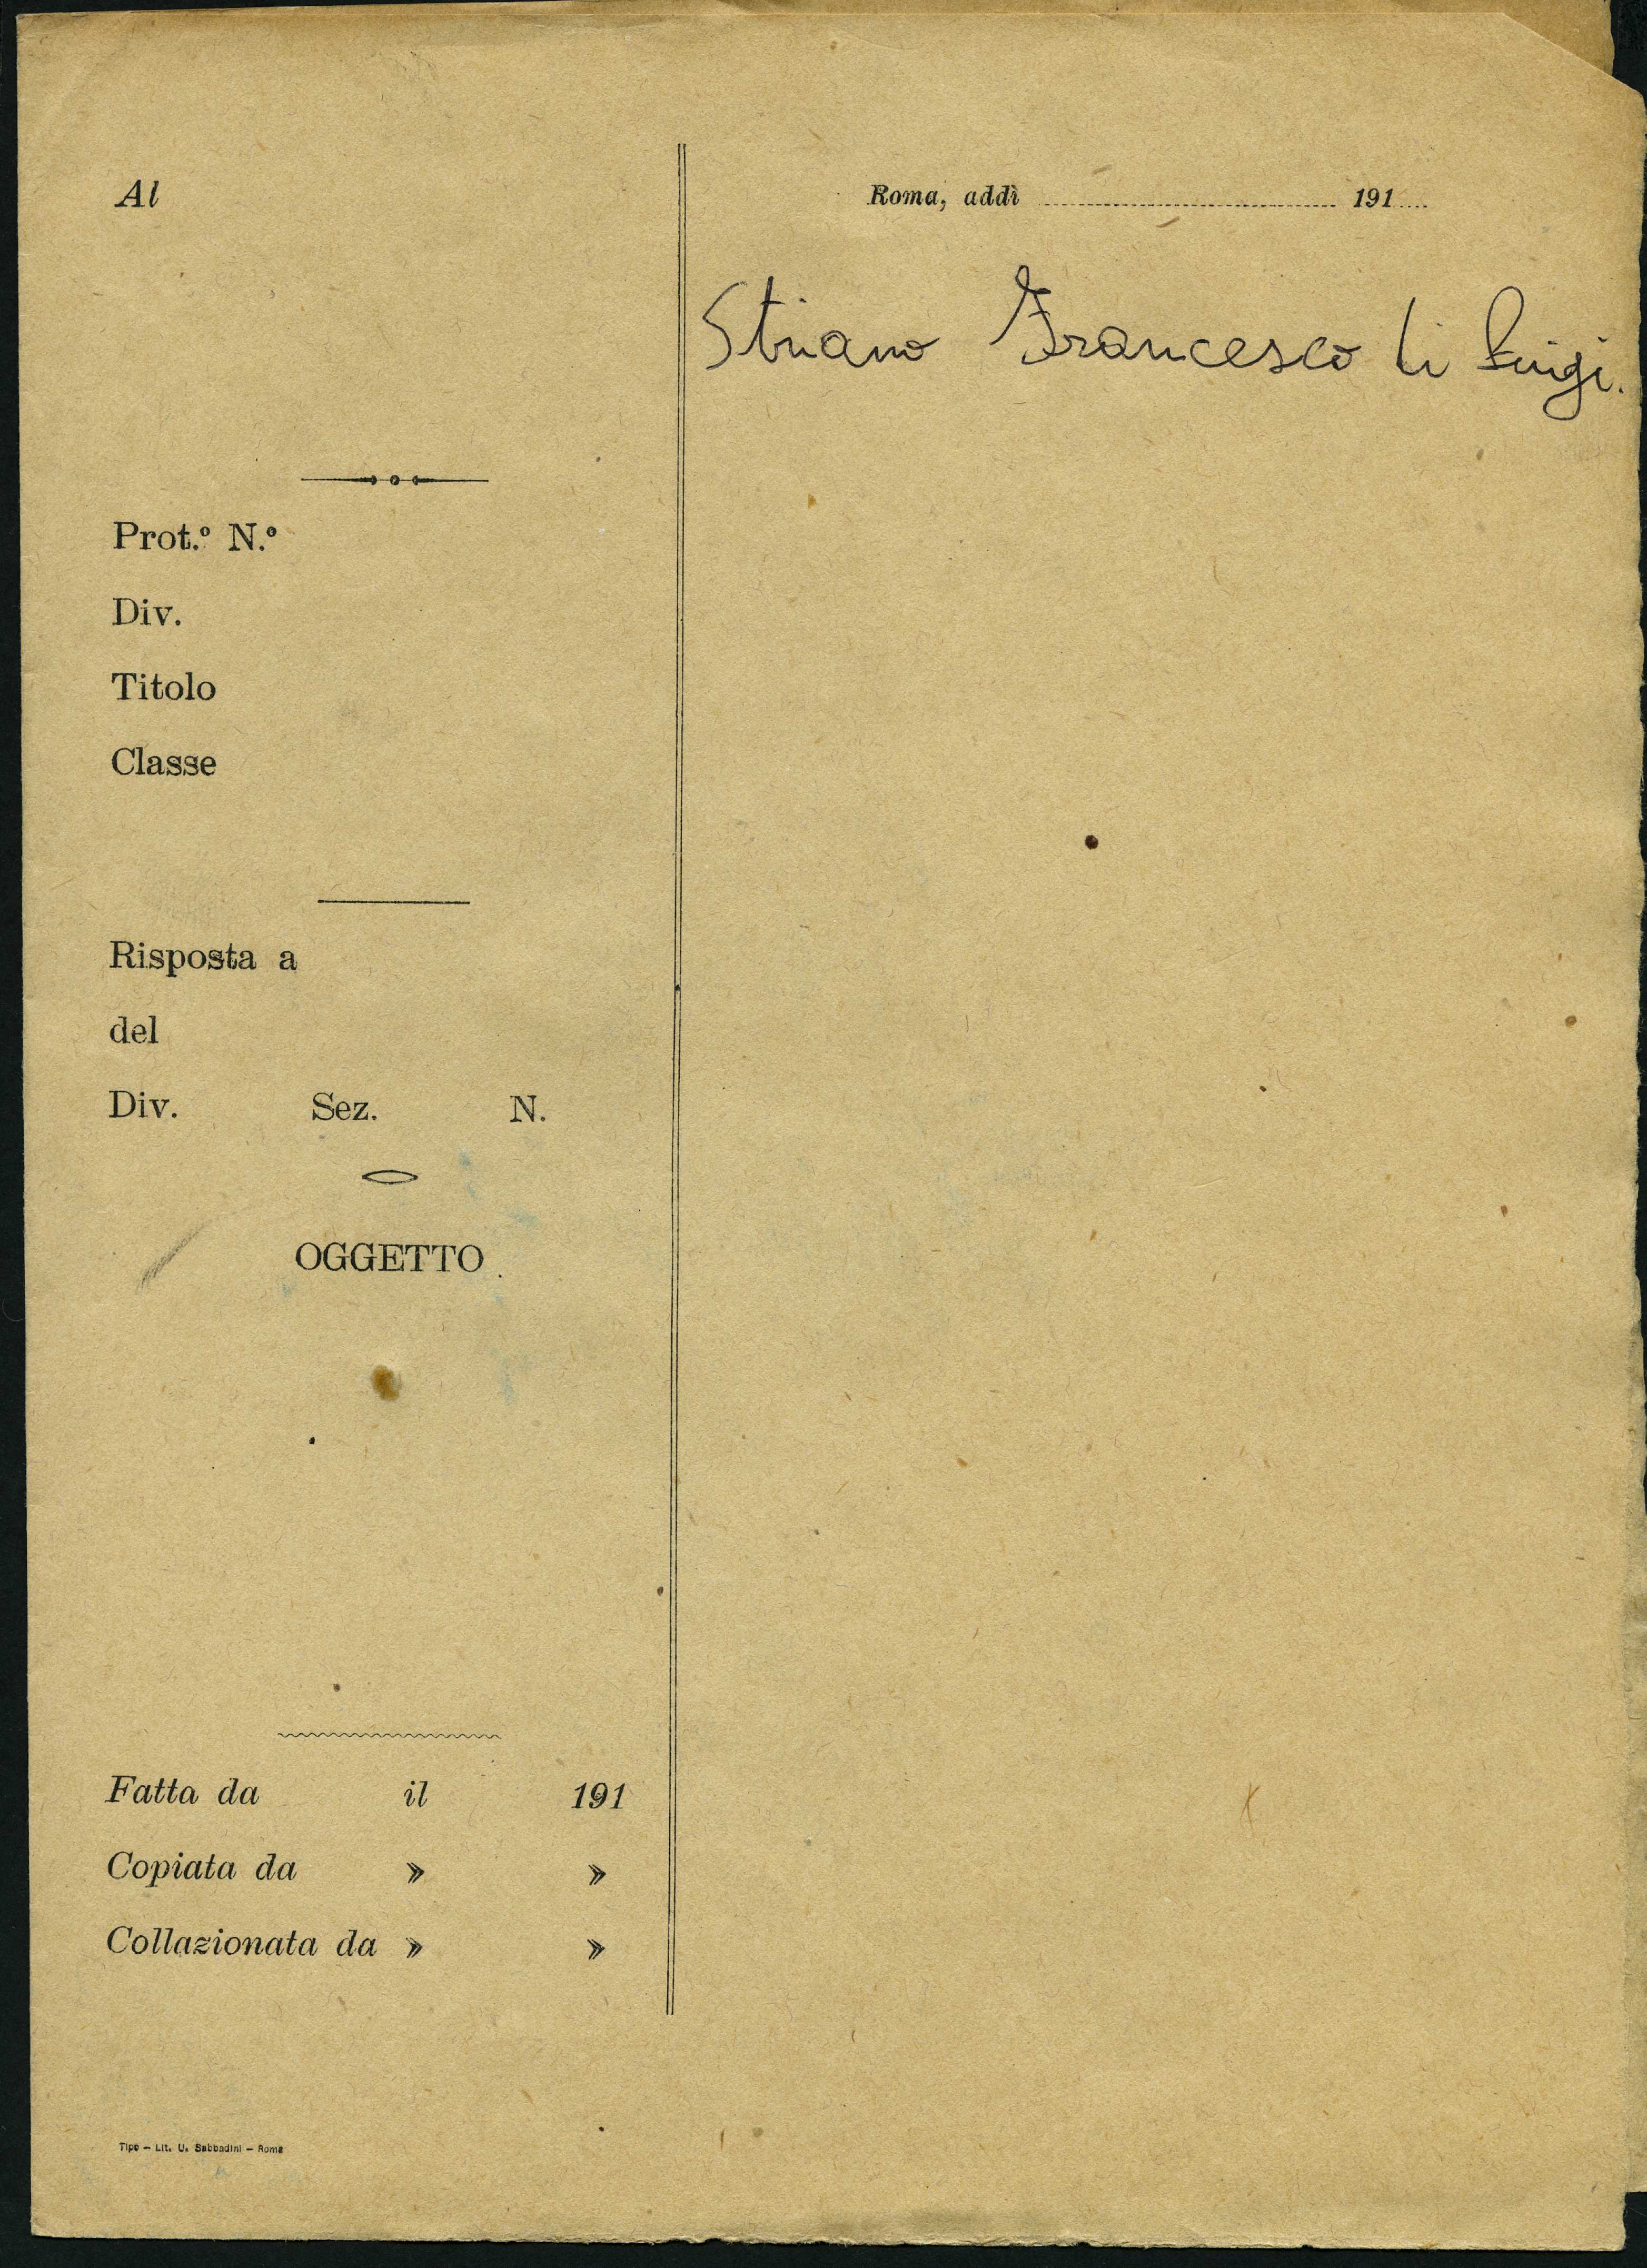 Al
Roma, addì 191
Striano Francesco di Luigi.
Prot.º N.º
Div.
Titolo
Classe
Risposta a
del
Div. Sez. N.
OGGETTO
Fatta da il 191
Copiata da » »
Collazionata da » »
Tipo – Lit. U. Sabbadini – Roma